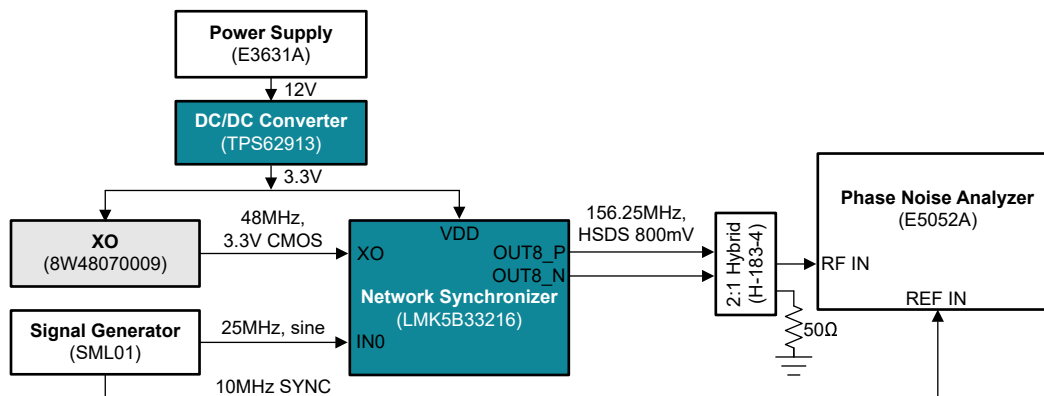 Power Supply
(E3631A)
12V
DC/DC Converter
(TPS62913)
3.3V
XO
(8W48070009)
48MHz,
3.3V CMOS
Signal Generator
(SML01)
25MHz, sine
10MHz SYNC
VDD
XO
OUT8_P
OUT8_N
Network Synchronizer
(LMK5B33216)
IN0
156.25MHz,
HSDS 800mV
2:1 Hybrid
(H-183-4)
50Ω
Phase Noise Analyzer
(E5052A)
RF IN
REF IN